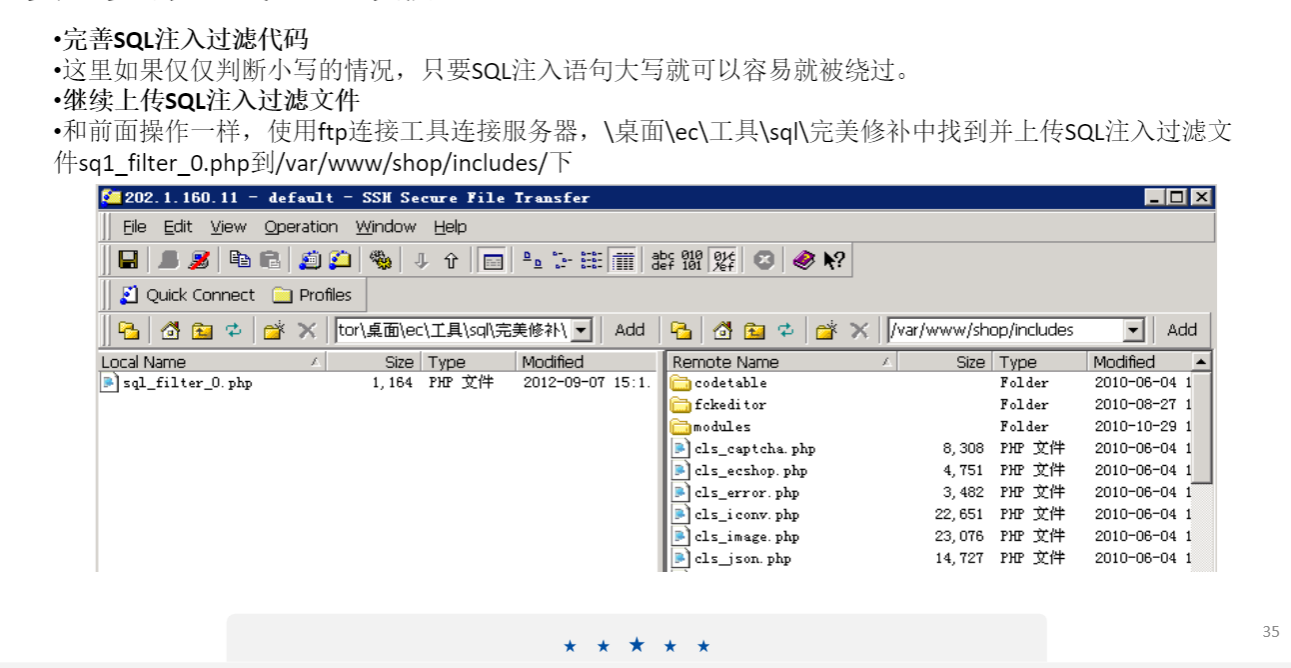 •完善SQL注入过滤代码
•这里如果仅仅判断小写的情况，只要SQL注入语句大写就可以容易就被绕过。
•继续上传SQL注入过滤文件
•和前面操作一样，使用ftp连接工具连接服务器，\桌面\ec\工具\sql\完美修补中找到并上传SQL注入过滤文
件sq1_filter_0.php到/var/www/shop/includes/下
202.1.160.11 - default - SSH Secure File Transfer
File Edit View Operation Window Help
Quick Connect Profiles
tor\桌面\ec\工具\sql\完美修补\ Add /var/www/shop/includes Add
Local Name Size Type Modified Remote Name Size Type Modified
sql_filter_0.php 1,164 PHP 文件 2012-09-07 15:1. codetable Folder 2010-06-04 1
fckeditor Folder 2010-08-27 1
modules Folder 2010-10-29 1
cls_captcha.php 8,308 PHP 文件 2010-06-04 1
cls_ecshop.php 4,751 PHP 文件 2010-06-04 1
cls_error.php 3,482 PHP 文件 2010-06-04 1
cls_iconv.php 22,651 PHP 文件 2010-06-04 1
cls_image.php 23,076 PHP 文件 2010-06-04 1
cls_json.php 14,727 PHP 文件 2010-06-04 1
35